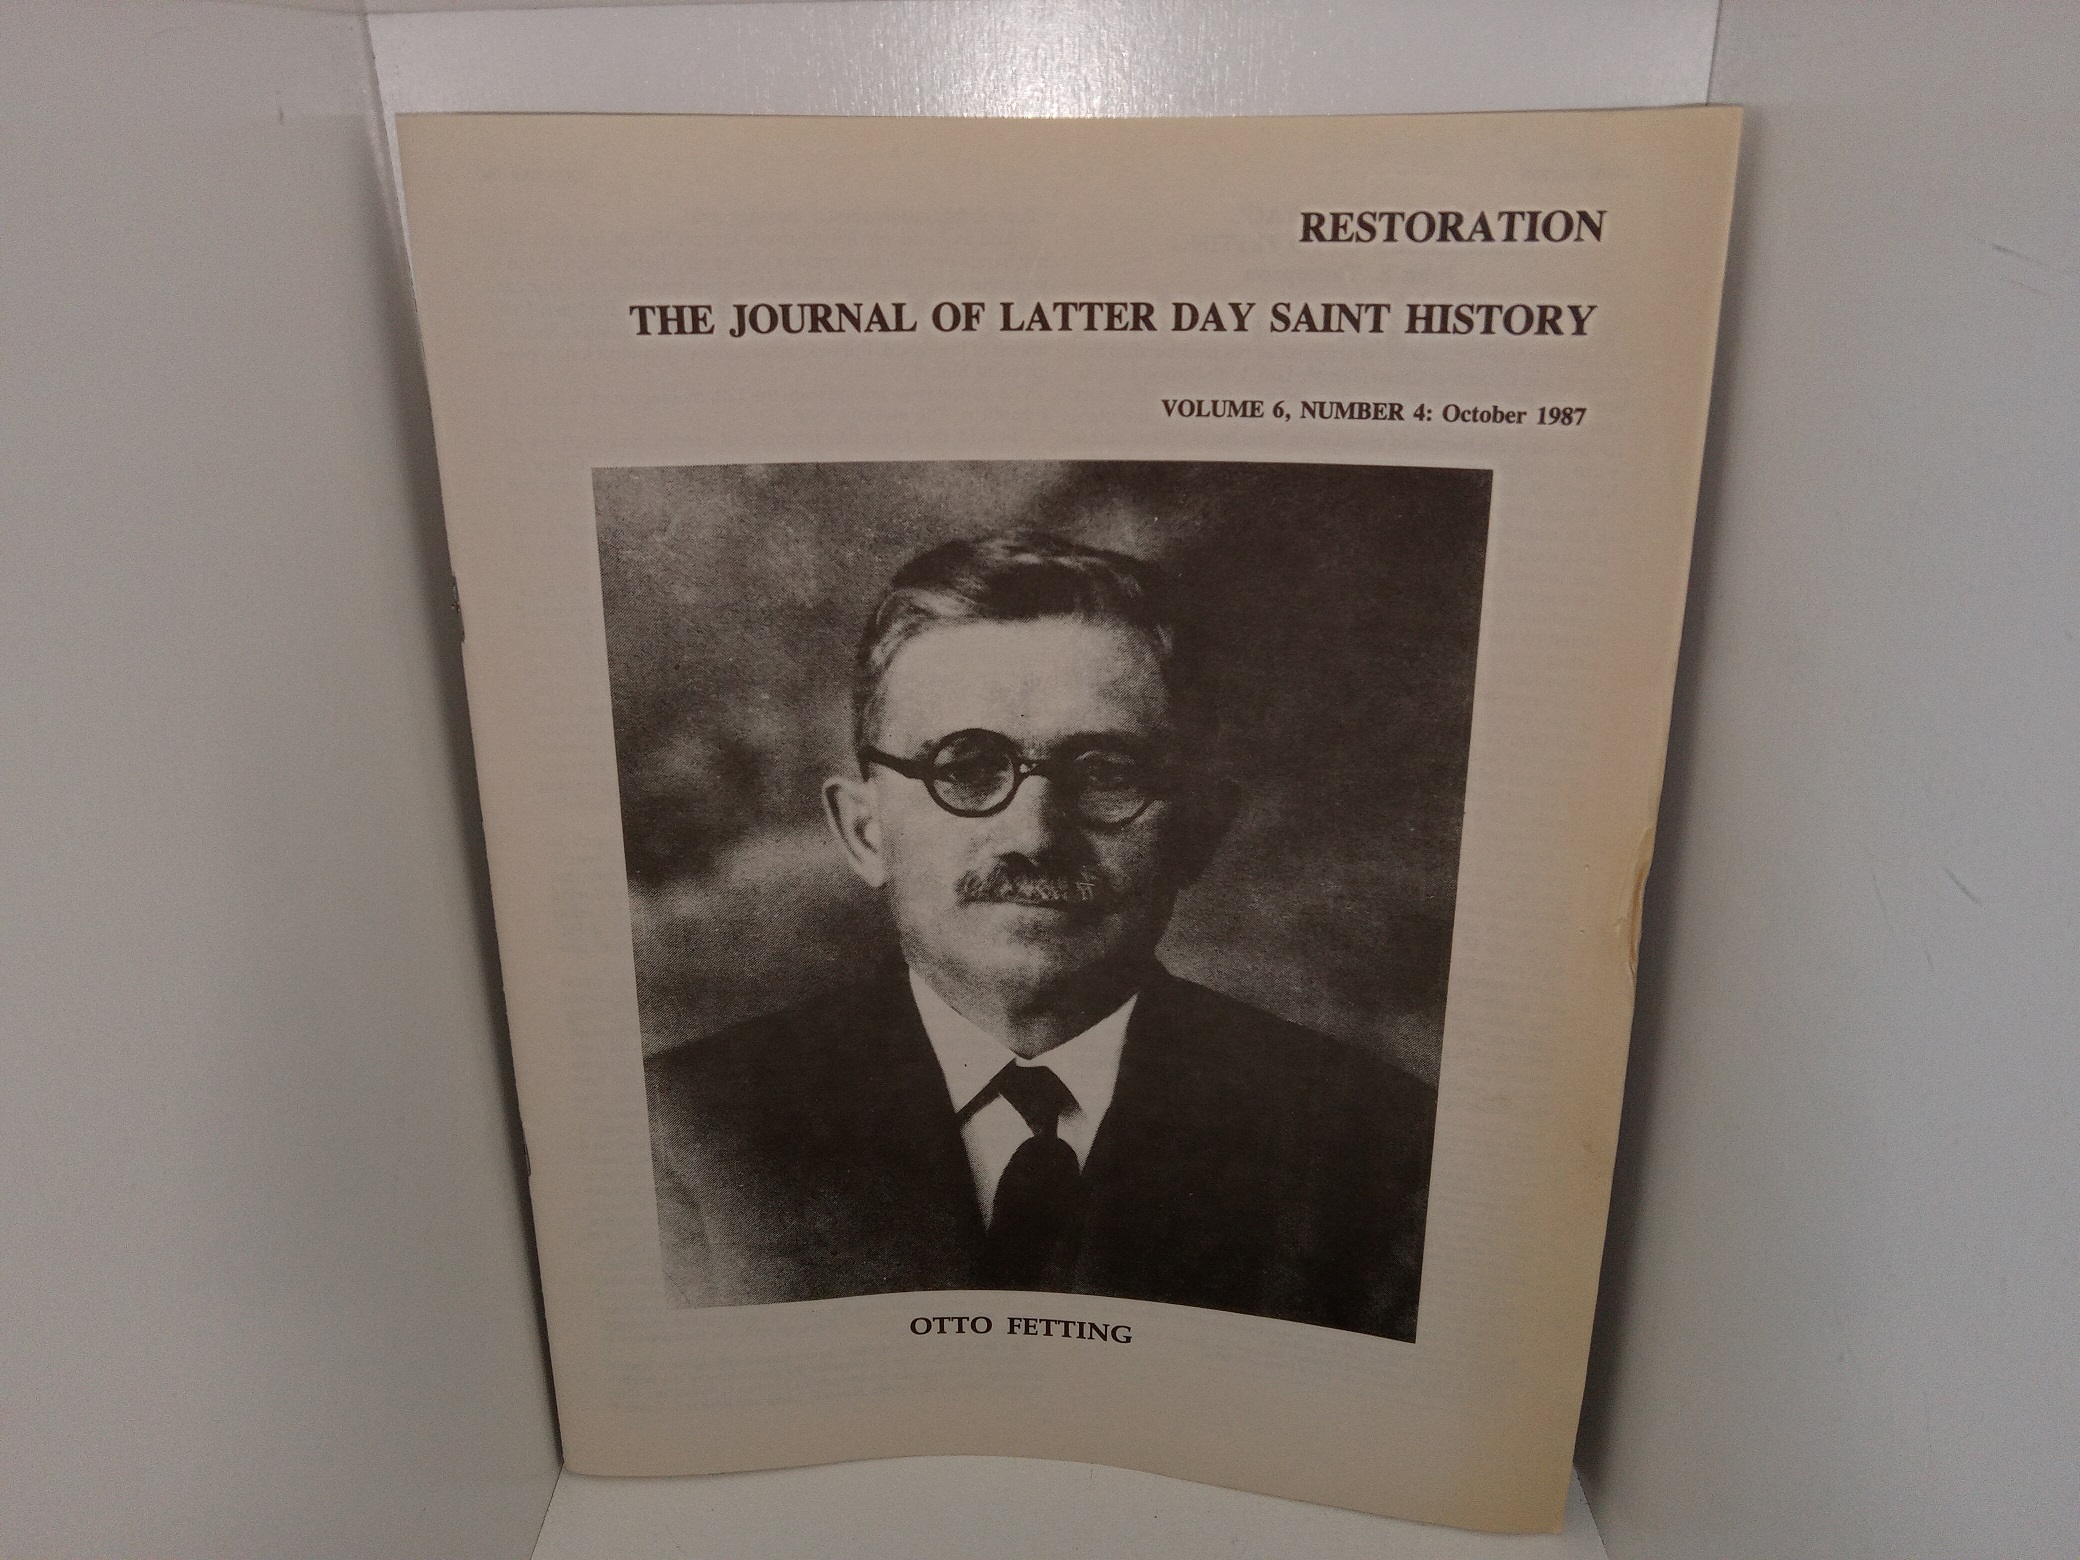 RESTORATION
THE JOURNAL OF LATTER DAY SAINT HISTORY
VOLUME 6, NUMBER 4: October 1987
OTTO FETTING